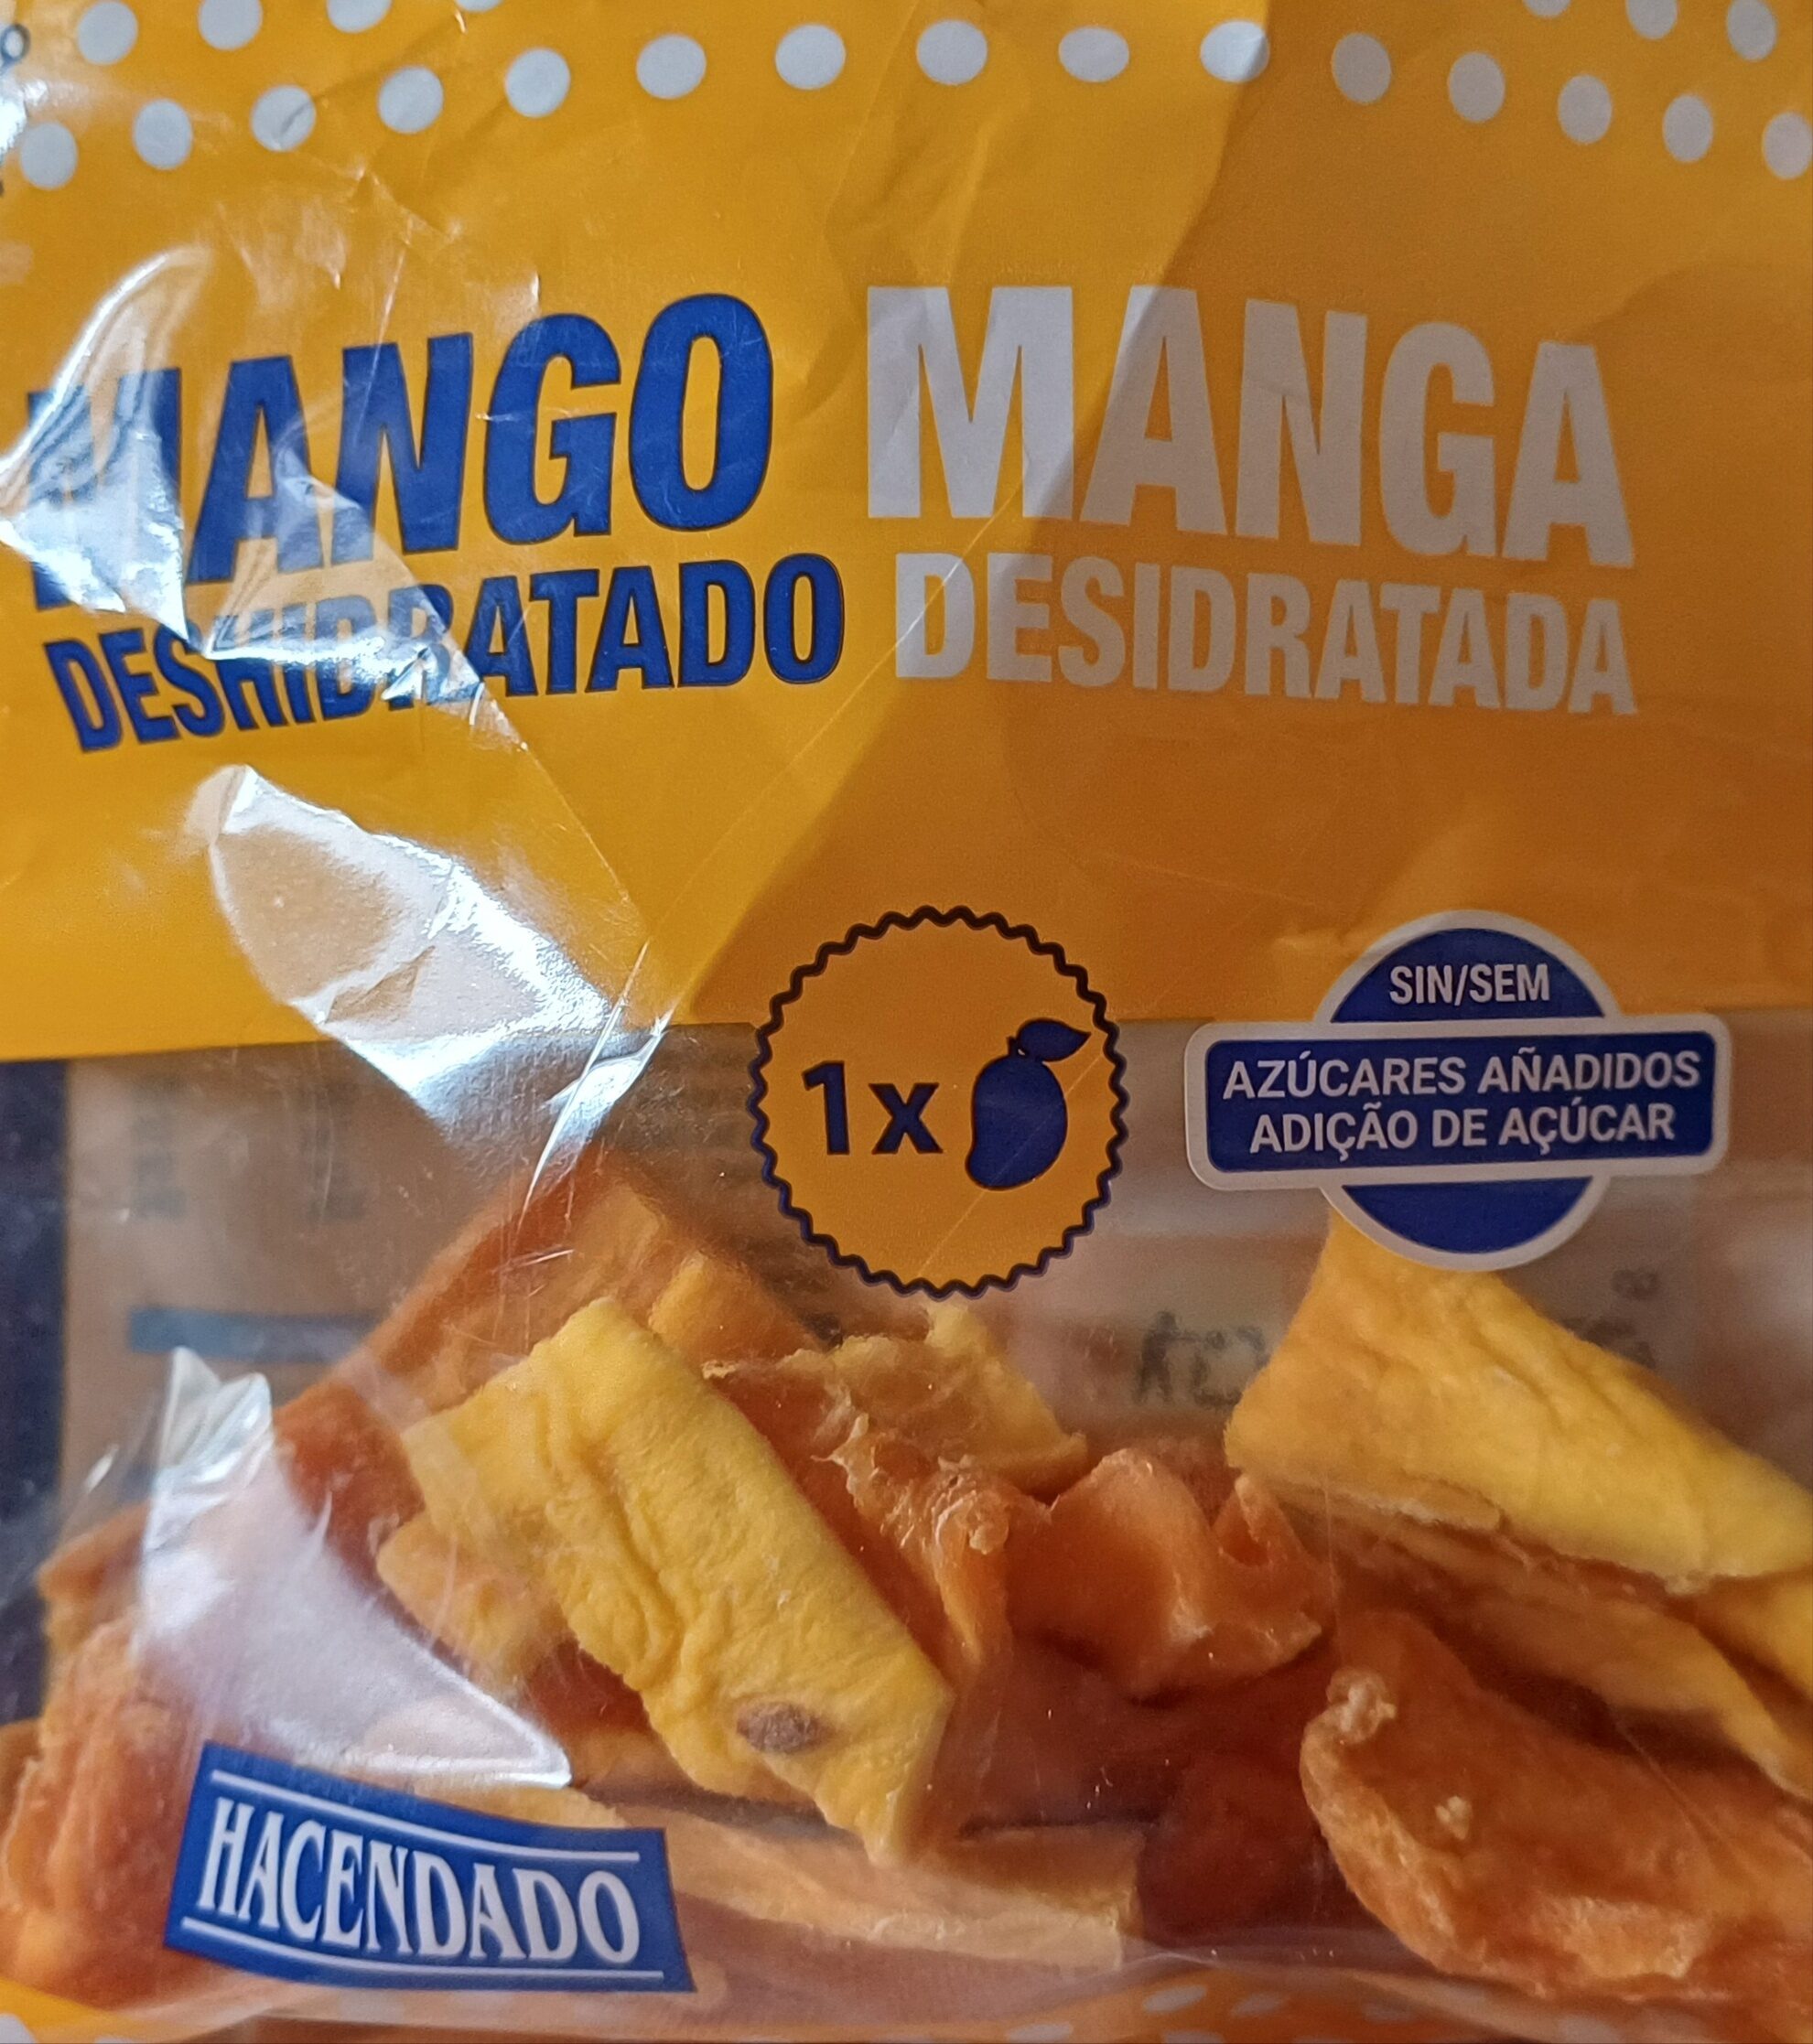 MANGO
DESHIDRATADO
MANGA
DESIDRATADA
1x
SIN/SEM
AZÚCARES AÑADIDOS
ADIÇÃO DE AÇÚCAR
HACENDADO